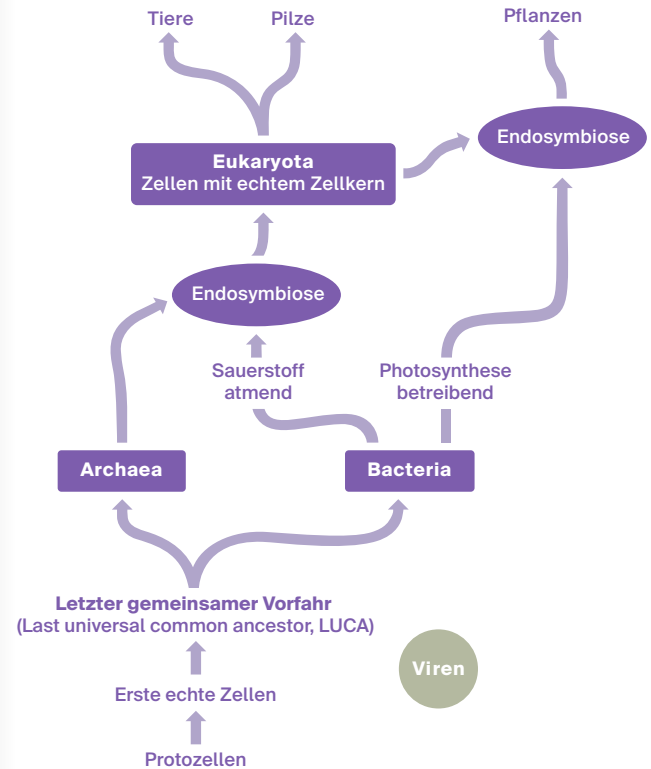 Tiere
Pilze
Pflanzen
Endosymbiose
Eukaryota
Zellen mit echtem Zellkern
Endosymbiose
Sauerstoff
atmend
Photosynthese
betreibend
Archaea
Bacteria
Letzter gemeinsamer Vorfahr
(Last universal common ancestor, LUCA)
Viren
Erste echte Zellen
Protozellen